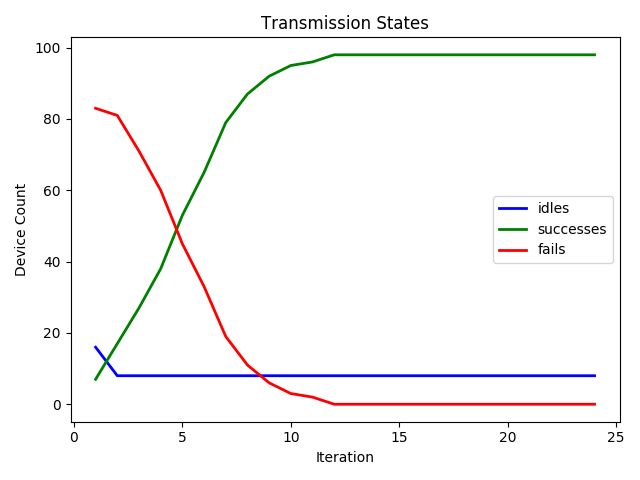 Transmission States
100
80
60
40
20
0
Device Count
idles
successes
fails
0 5 10 15 20 25
Iteration